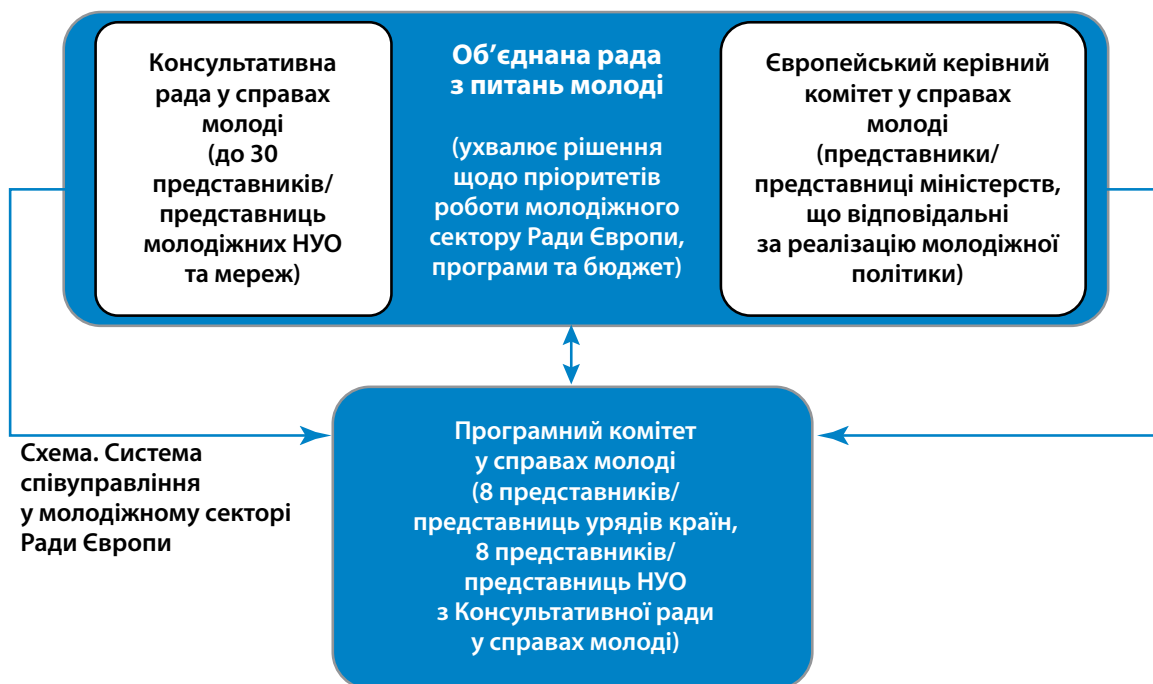 Консультативна
рада у справах
молоді
(до 30
представників/
представниць
молодіжних НУО
та мереж)
Об’єднана рада
з питань молоді
(ухвалює рішення
щодо пріоритетів
роботи молодіжного
сектору Ради Європи,
програми та бюджет)
Європейський керівний
комітет у справах
молоді
(представники/
представниці міністерств,
що відповідальні
за реалізацію молодіжної
політики)
Схема. Система
співуправління
у молодіжному секторі
Ради Європи
Програмний комітет
у справах молоді
(8 представників/
представниць урядів країн,
8 представників/
представниць НУО
з Консультативної ради
у справах молоді)